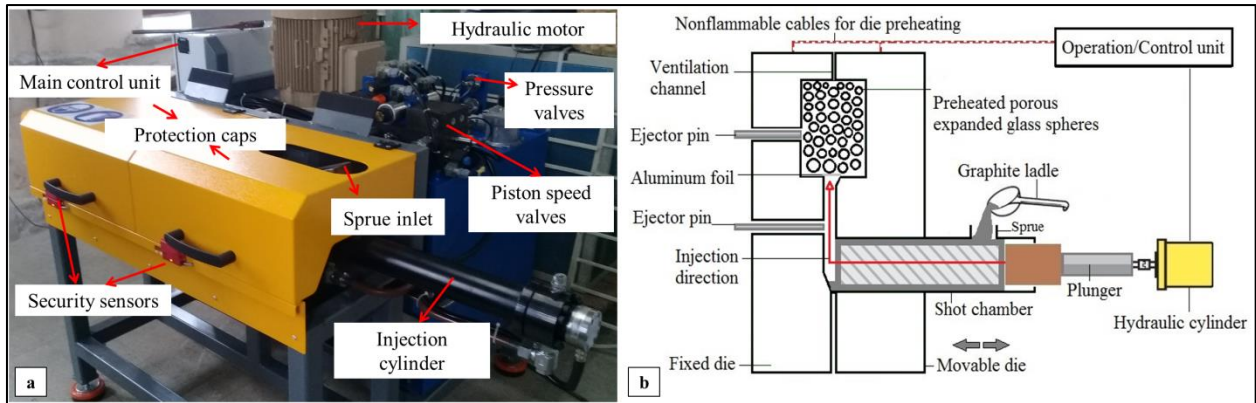 Hydraulic motor
Main control unit
Protection caps
Pressure
valves
Piston speed
valves
Sprue inlet
Security sensors
Injection
cylinder
a
Nonflammable cables for die preheating
Operation/Control unit
Ventilation
channel
Preheated porous
expanded glass spheres
Ejector pin
Graphite ladle
Aluminum foil
Ejector pin
Sprue
Injection
direction
Plunger
Shot chamber
Hydraulic cylinder
Fixed die
Movable die
b